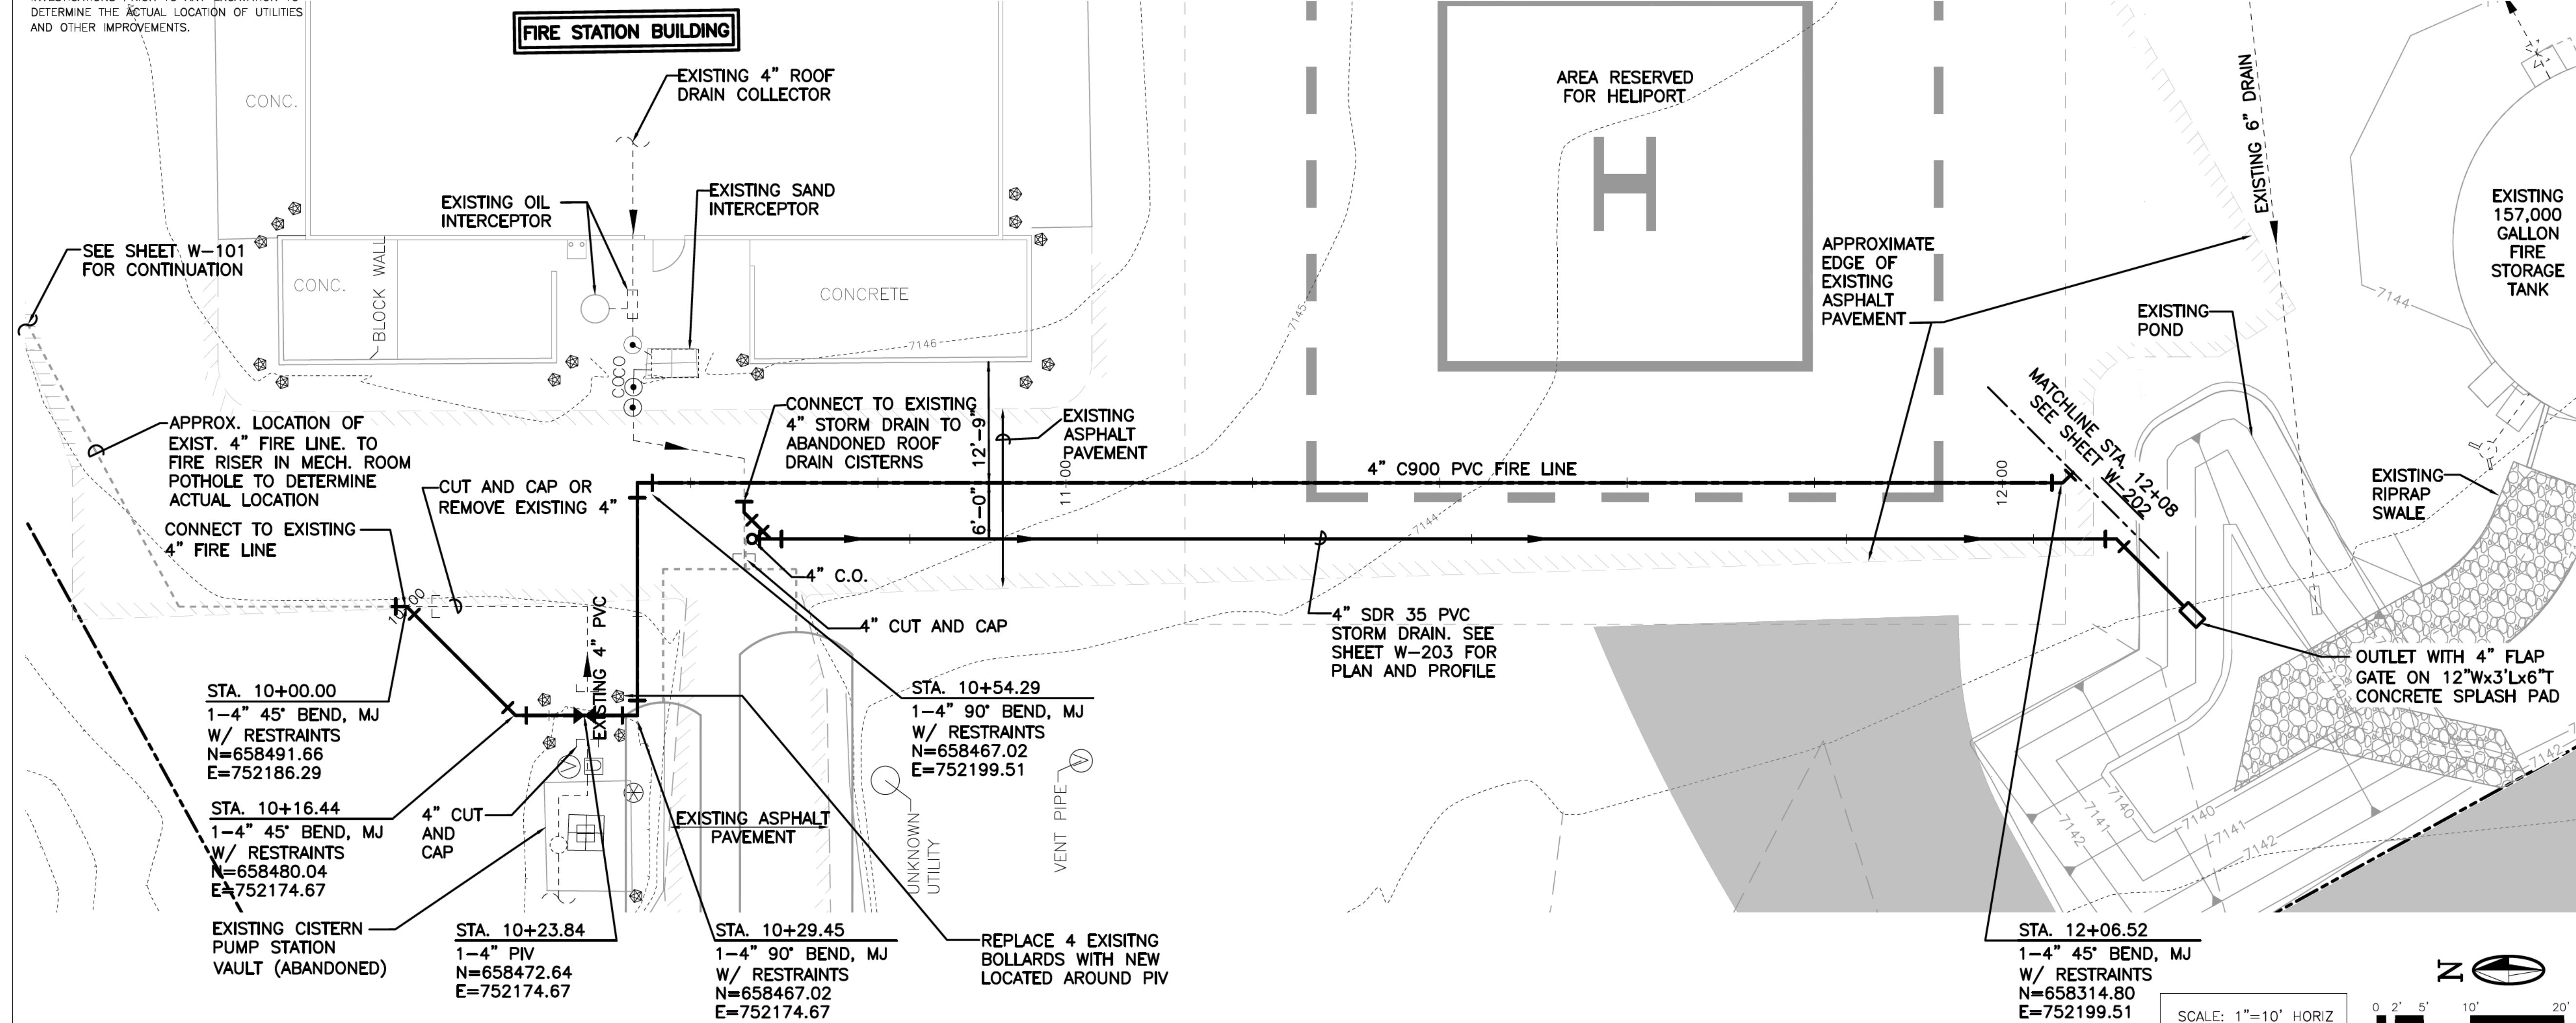 DETERMINE THE ACTUAL LOCATION OF UTILITIES
AND OTHER IMPROVEMENTS.
FIRE STATION BUILDING
EXISTING 4" ROOF
DRAIN COLLECTOR
CONC.
EXISTING OIL
INTERCEPTOR
EXISTING SAND
INTERCEPTOR
SEE SHEET W-101
FOR CONTINUATION
CONC.
BLOCK WALL
CONCRETE
COCO
7146
7145
AREA RESERVED
FOR HELIPORT
H
EXISTING 6" DRAIN
APPROXIMATE
EDGE OF
EXISTING
ASPHALT
PAVEMENT
EXISTING
157,000
GALLON
FIRE
STORAGE
TANK
7144
EXISTING
POND
MATCHLINE STA. 12+08
SEE SHEET W-202
APPROX. LOCATION OF
EXIST. 4" FIRE LINE. TO
FIRE RISER IN MECH. ROOM
POTHOLE TO DETERMINE
ACTUAL LOCATION
CONNECT TO EXISTING
4" STORM DRAIN TO
ABANDONED ROOF
DRAIN CISTERNS
12'-9"
6'-0"
EXISTING
ASPHALT
PAVEMENT
11+00
4" C900 PVC FIRE LINE
12+00
7144
EXISTING
RIPRAP
SWALE
CUT AND CAP OR
REMOVE EXISTING 4"
CONNECT TO EXISTING
4" FIRE LINE
4" C.O.
4" CUT AND CAP
EXISTING 4" PVC
4" SDR 35 PVC
STORM DRAIN. SEE
SHEET W-203 FOR
PLAN AND PROFILE
OUTLET WITH 4" FLAP
GATE ON 12"Wx3'Lx6"T
CONCRETE SPLASH PAD
STA. 10+00.00
1-4" 45° BEND, MJ
W/ RESTRAINTS
N=658491.66
E=752186.29
STA. 10+54.29
1-4" 90° BEND, MJ
W/ RESTRAINTS
N=658467.02
E=752199.51
V
V
STA. 10+16.44
1-4" 45° BEND, MJ
W/ RESTRAINTS
N=658480.04
E=752174.67
4" CUT
AND
CAP
EXISTING ASPHALT
PAVEMENT
UNKNOWN
UTILITY
VENT PIPE
7142
7141
7140
7140
7141
7142
7142
EXISTING CISTERN
PUMP STATION
VAULT (ABANDONED)
STA. 10+23.84
1-4" PIV
N=658472.64
E=752174.67
STA. 10+29.45
1-4" 90° BEND, MJ
W/ RESTRAINTS
N=658467.02
E=752174.67
REPLACE 4 EXISITNG
BOLLARDS WITH NEW
LOCATED AROUND PIV
STA. 12+06.52
1-4" 45° BEND, MJ
W/ RESTRAINTS
N=658314.80
E=752199.51
N
SCALE: 1"=10' HORIZ
0 2' 5' 10' 20'